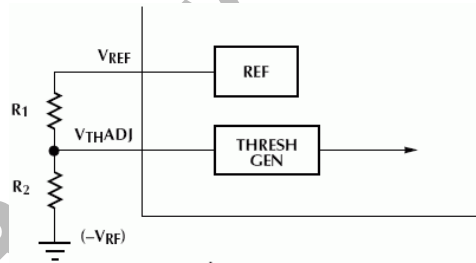 VREF
REF
R1
VTHADJ
THRESH
GEN
R2
(–VRF)